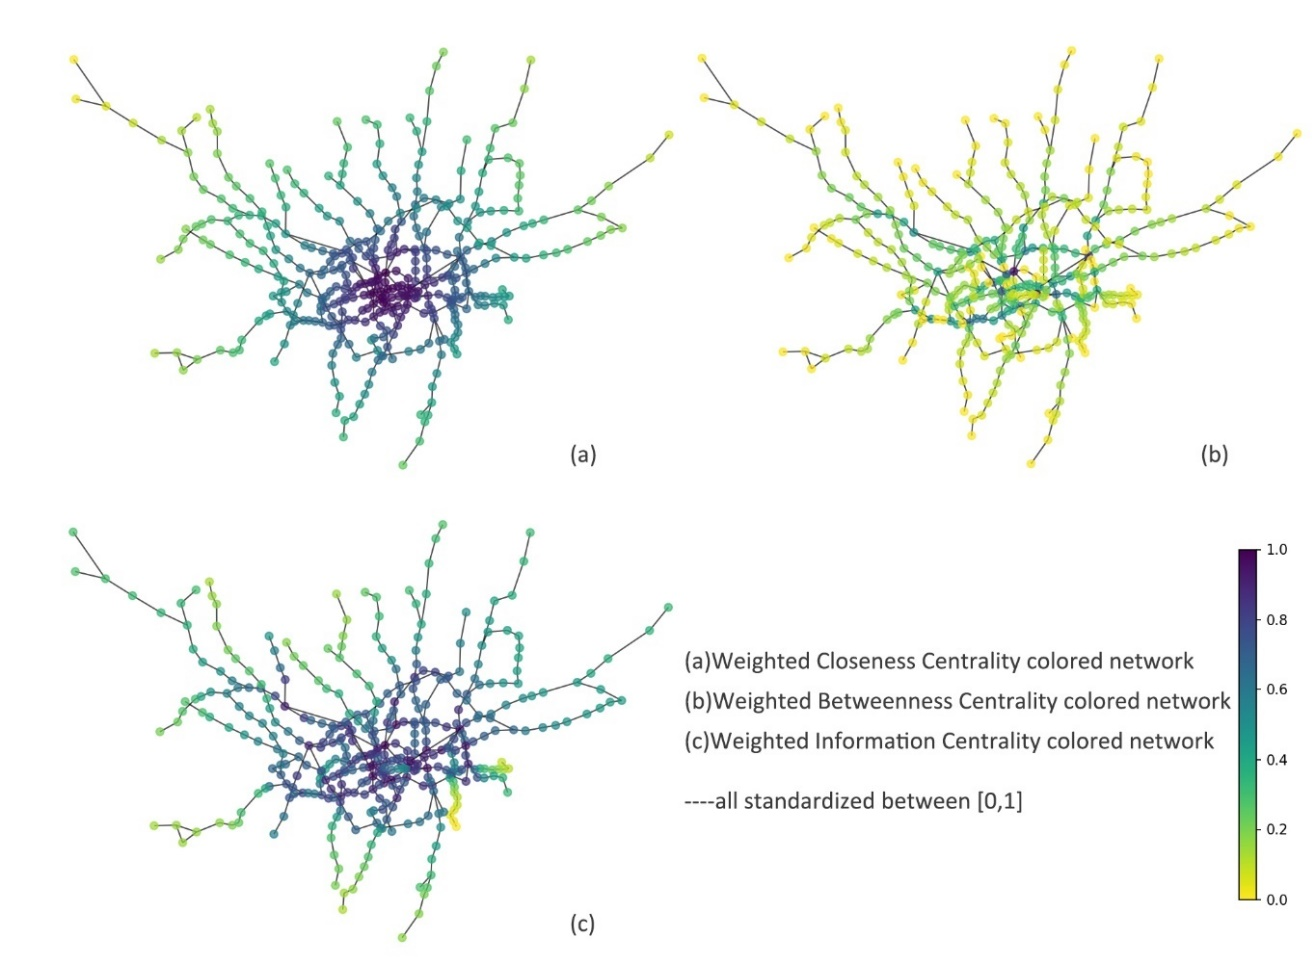 (a)
(b)
(a)Weighted Closeness Centrality colored network
(b)Weighted Betweenness Centrality colored network
(c)Weighted Information Centrality colored network
----all standardized between [0,1]
1.0
0.8
0.6
0.4
0.2
0.0
(c)